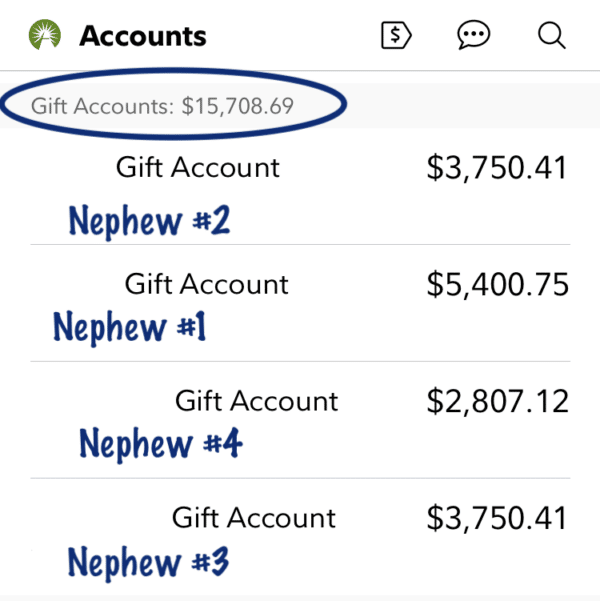 Accounts
Gift Accounts: $15,708.69
Gift Account $3,750.41
Nephew #2
Gift Account $5,400.75
Nephew #1
Gift Account $2,807.12
Nephew #4
Gift Account $3,750.41
Nephew #3